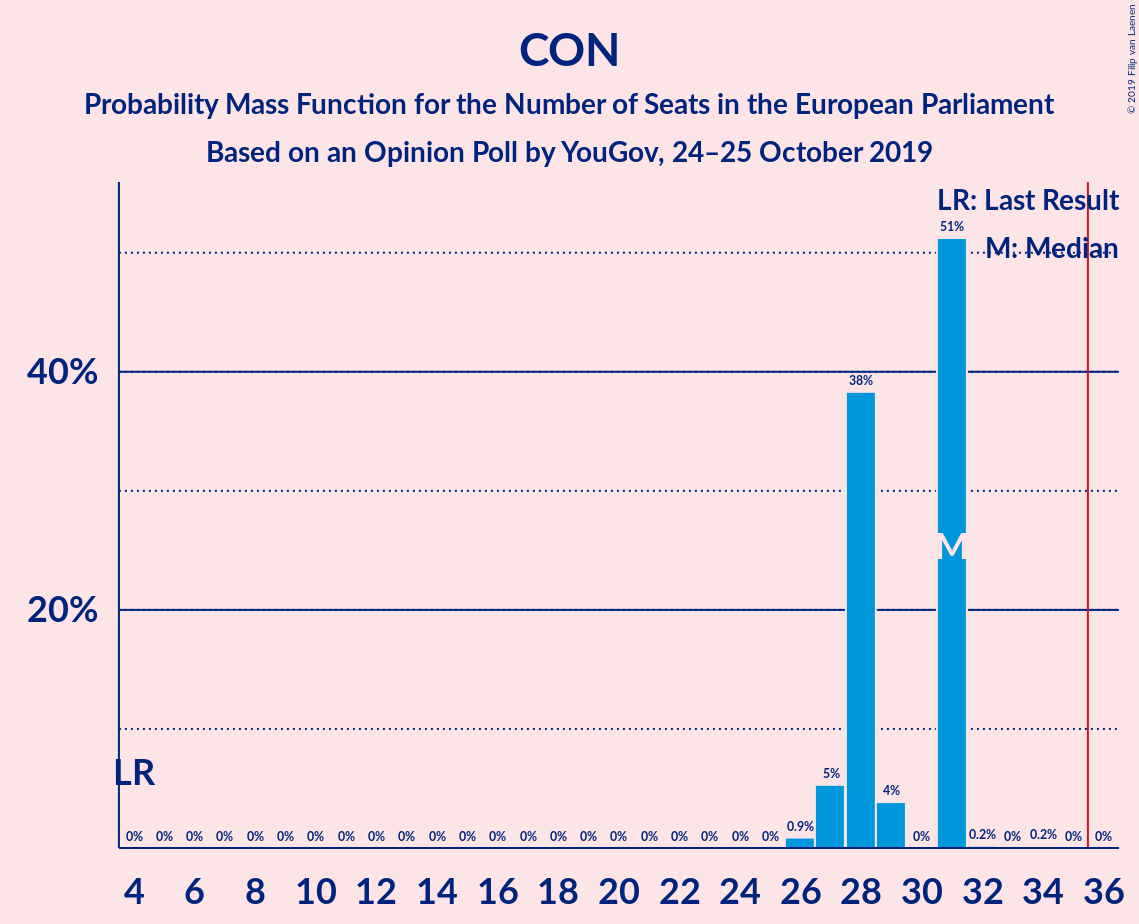 © 2019 Filip van Laenen
CON
Probability Mass Function for the Number of Seats in the European Parliament
Based on an Opinion Poll by YouGov, 24–25 October 2019
LR: Last Result
M: Median
51%
40%
38%
M
20%
LR
5%
4%
0% 0% 0% 0% 0% 0% 0% 0% 0% 0% 0% 0% 0% 0% 0% 0% 0% 0% 0% 0% 0% 0% 0.9% 0% 0.2% 0% 0.2% 0% 0%
4 6 8 10 12 14 16 18 20 22 24 26 28 30 32 34 36